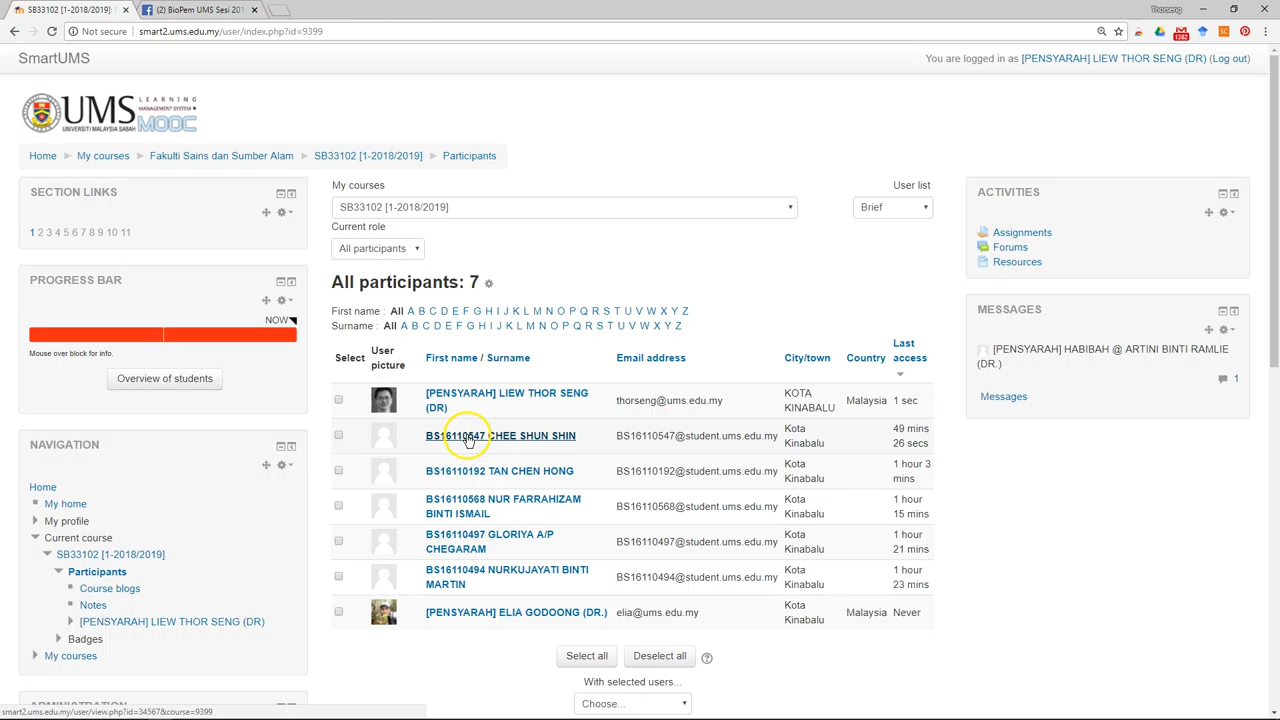 SB33102 [1-2018/2019]: P
(2) BioPem UMS Sesi 201
Thorseng
Not secure
smart2.ums.edu.my/user/index.php?id=9399
1382
SmartUMS
You are logged in as [PENSYARAH] LIEW THOR SENG (DR) (Log out)
UMS LEARNING MANAGEMENT SYSTEM
UNIVERSITI MALAYSIA SABAH MOOC
Home My courses Fakulti Sains dan Sumber Alam SB33102 [1-2018/2019] Participants
SECTION LINKS
1 2 3 4 5 6 7 8 9 10 11
PROGRESS BAR
NOW
Mouse over block for info.
Overview of students
NAVIGATION
Home
My home
My profile
Current course
SB33102 [1-2018/2019]
Participants
Course blogs
Notes
[PENSYARAH] LIEW THOR SENG (DR)
Badges
My courses
ADMINISTRATION
My courses
User list
SB33102 [1-2018/2019]
Brief
Current role
All participants
All participants: 7
First name : All A B C D E F G H I J K L M N O P Q R S T U V W X Y Z
Surname : All A B C D E F G H I J K L M N O P Q R S T U V W X Y Z
Select User picture First name / Surname Email address City/town Country Last access
[PENSYARAH] LIEW THOR SENG (DR) thorseng@ums.edu.my KOTA KINABALU Malaysia 1 sec
BS16110547 CHEE SHUN SHIN BS16110547@student.ums.edu.my Kota Kinabalu 49 mins 26 secs
BS16110192 TAN CHEN HONG BS16110192@student.ums.edu.my Kota Kinabalu 1 hour 3 mins
BS16110568 NUR FARRAHIZAM BINTI ISMAIL BS16110568@student.ums.edu.my Kota Kinabalu 1 hour 15 mins
BS16110497 GLORIYA A/P CHEGARAM BS16110497@student.ums.edu.my Kota Kinabalu 1 hour 21 mins
BS16110494 NURKUJAYATI BINTI MARTIN BS16110494@student.ums.edu.my Kota Kinabalu 1 hour 23 mins
[PENSYARAH] ELIA GODOONG (DR.) elia@ums.edu.my Kota Kinabalu Malaysia Never
Select all
Deselect all
With selected users...
Choose...
ACTIVITIES
Assignments
Forums
Resources
MESSAGES
[PENSYARAH] HABIBAH @ ARTINI BINTI RAMLIE
(DR.)
1
Messages
smart2.ums.edu.my/user/view.php?id=34567&course=9399